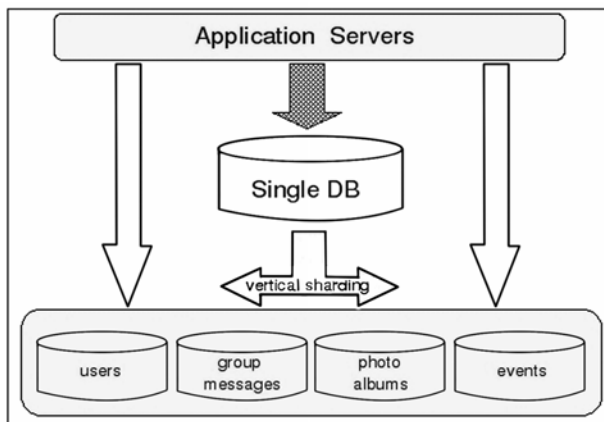 Application Servers
Single DB
vertical sharding
users
group
messages
photo
albums
events